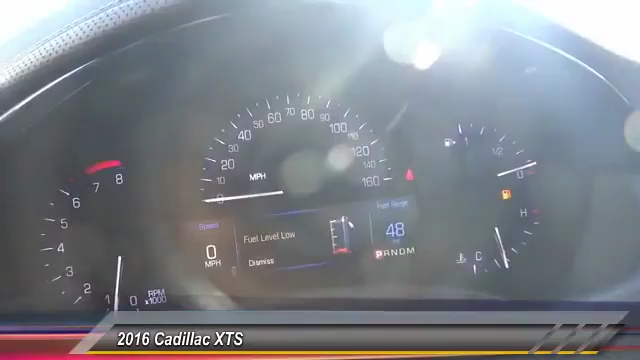 60 70 80
50 90
40 100
30 110
20 120
10 140
0 160
MPH
8
7
6
5
4
3
2
1 0
RPM
x1000
1
1/2
0
H
C
Speed
0
MPH
Fuel Level Low
Dismiss
Fuel Range
48
PRNDM
2016 Cadillac XTS